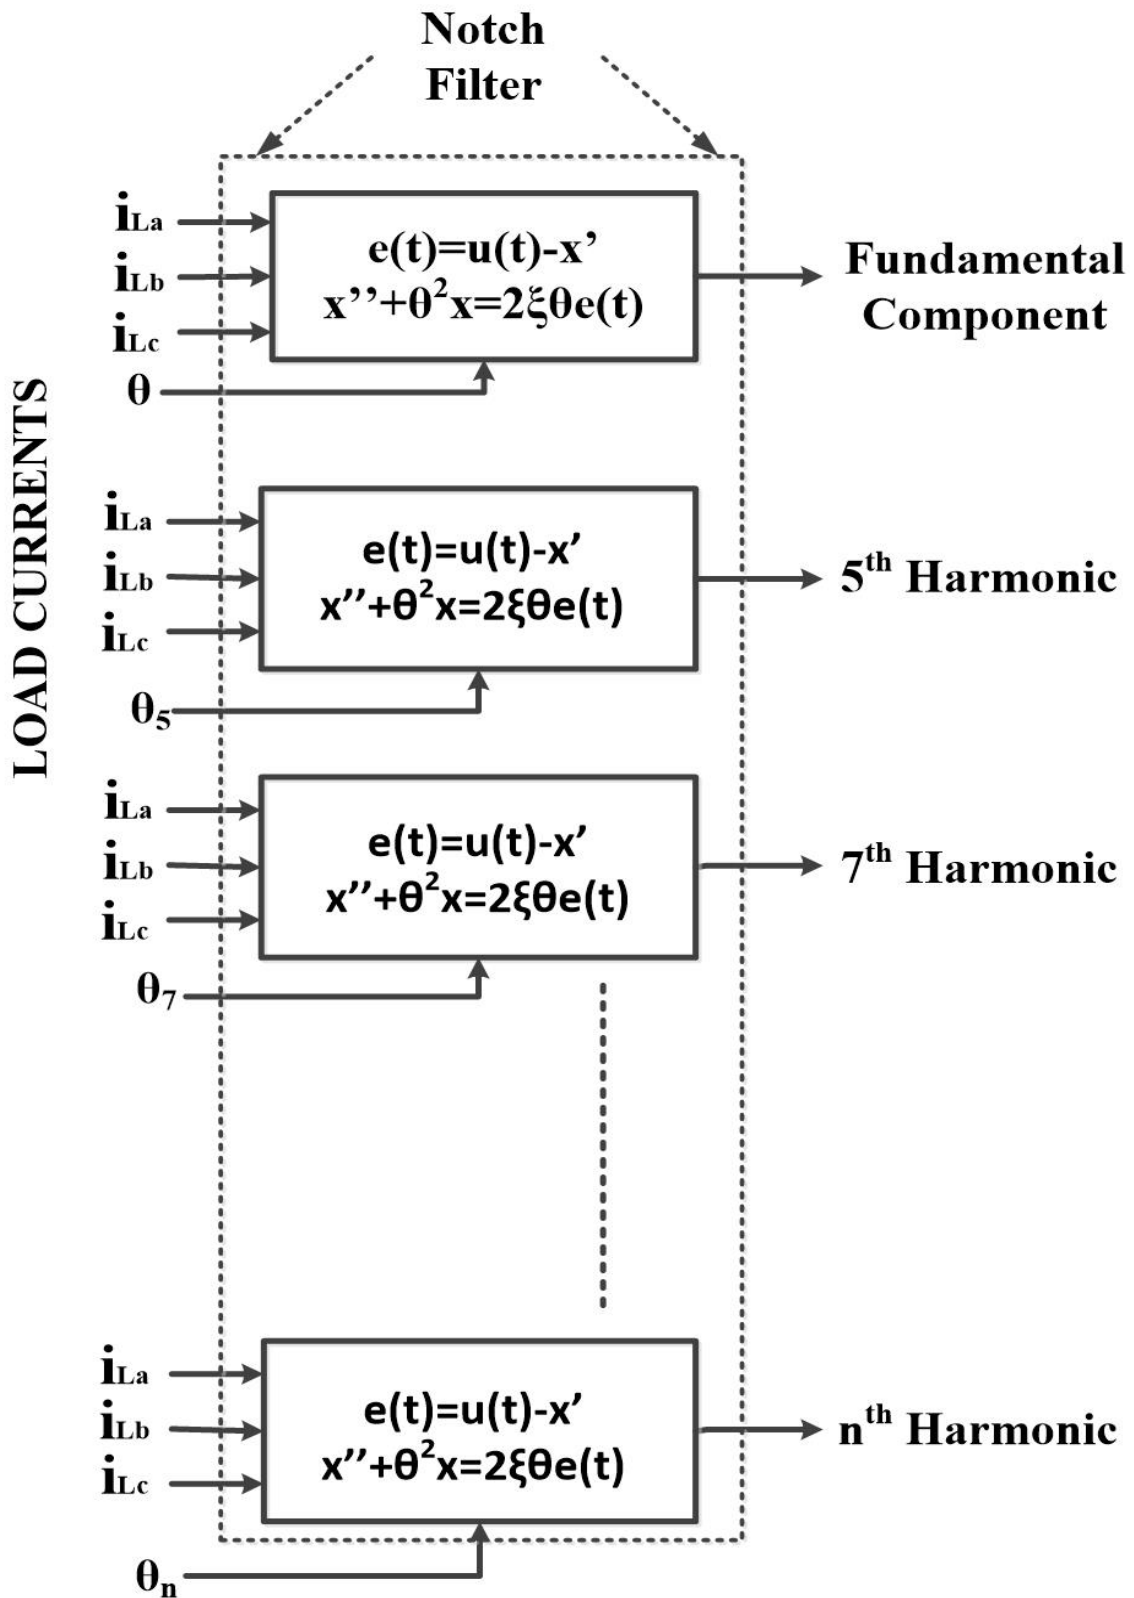 Notch
Filter
LOAD CURRENTS
iLa
iLb
iLc
θ
e(t)=u(t)-x’
x’’+θ²x=2ξθe(t)
Fundamental
Component
iLa
iLb
iLc
θ₅
e(t)=u(t)-x’
x’’+θ²x=2ξθe(t)
5th Harmonic
iLa
iLb
iLc
θ₇
e(t)=u(t)-x’
x’’+θ²x=2ξθe(t)
7th Harmonic
iLa
iLb
iLc
θn
e(t)=u(t)-x’
x’’+θ²x=2ξθe(t)
nth Harmonic